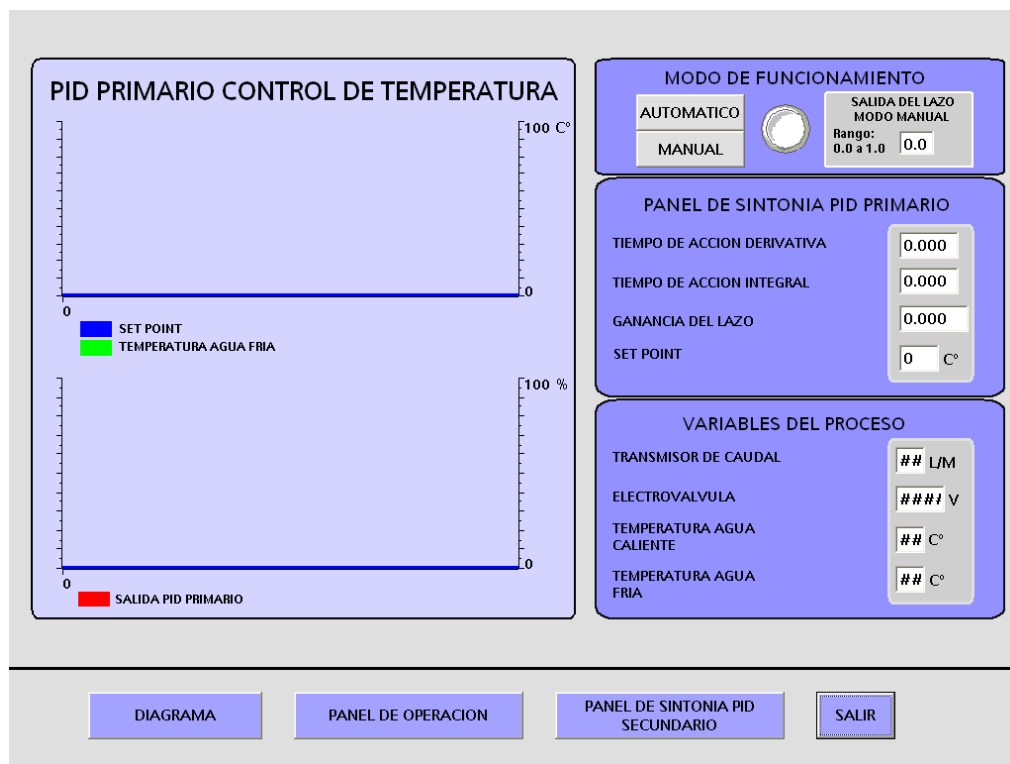 PID PRIMARIO CONTROL DE TEMPERATURA
100 Cº
0
0
SET POINT
TEMPERATURA AGUA FRIA
100 %
0
0
SALIDA PID PRIMARIO
MODO DE FUNCIONAMIENTO
AUTOMATICO
MANUAL
SALIDA DEL LAZO
MODO MANUAL
Rango:
0.0 a 1.0
0.0
PANEL DE SINTONIA PID PRIMARIO
TIEMPO DE ACCION DERIVATIVA
0.000
TIEMPO DE ACCION INTEGRAL
0.000
GANANCIA DEL LAZO
0.000
SET POINT
0 Cº
VARIABLES DEL PROCESO
TRANSMISOR DE CAUDAL
## L/M
ELECTROVALVULA
#### V
TEMPERATURA AGUA
CALIENTE
## Cº
TEMPERATURA AGUA
FRIA
## Cº
DIAGRAMA
PANEL DE OPERACION
PANEL DE SINTONIA PID
SECUNDARIO
SALIR